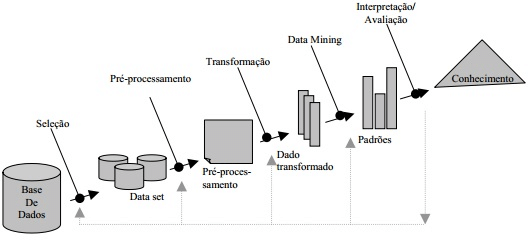 Interpretação/
Avaliação
Data Mining
Transformação
Pré-processamento
Seleção
Conhecimento
Padrões
Dado
transformado
Pré-proces-
samento
Data set
Base
De
Dados